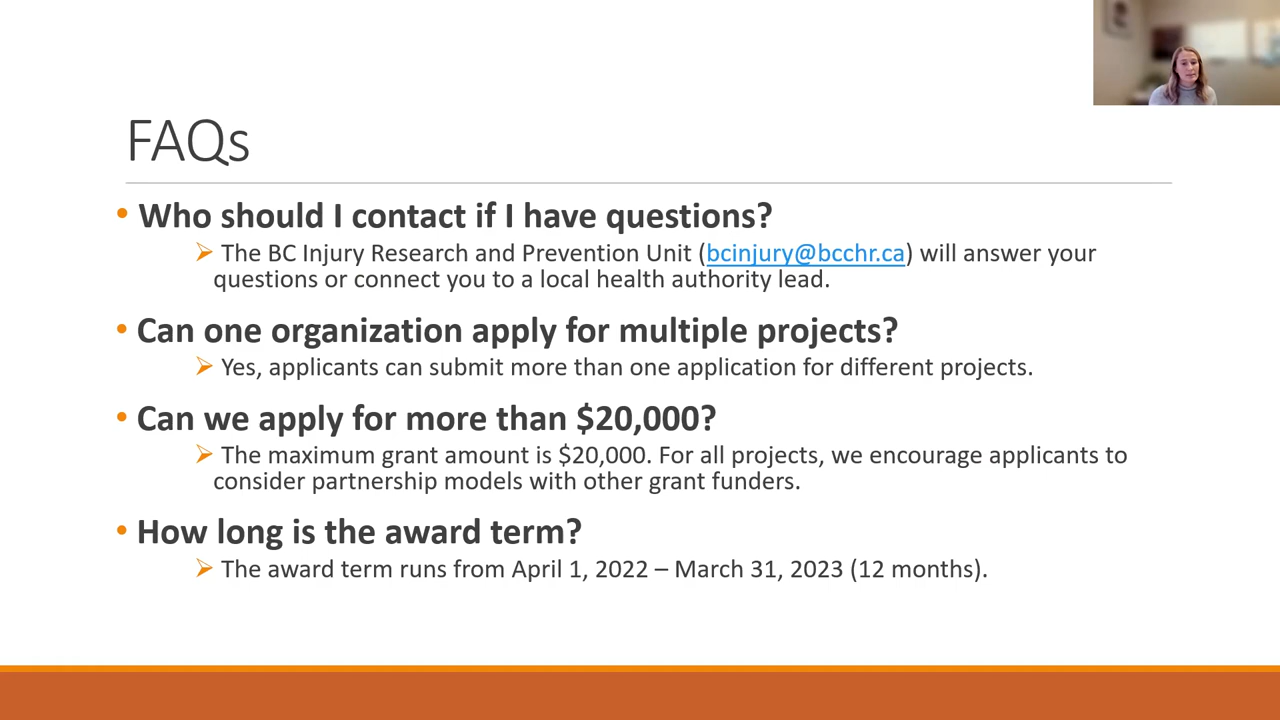 FAQs
• Who should I contact if I have questions?
➢ The BC Injury Research and Prevention Unit (bcinjury@bcchr.ca) will answer your
questions or connect you to a local health authority lead.
• Can one organization apply for multiple projects?
➢ Yes, applicants can submit more than one application for different projects.
• Can we apply for more than $20,000?
➢ The maximum grant amount is $20,000. For all projects, we encourage applicants to
consider partnership models with other grant funders.
• How long is the award term?
➢ The award term runs from April 1, 2022 – March 31, 2023 (12 months).